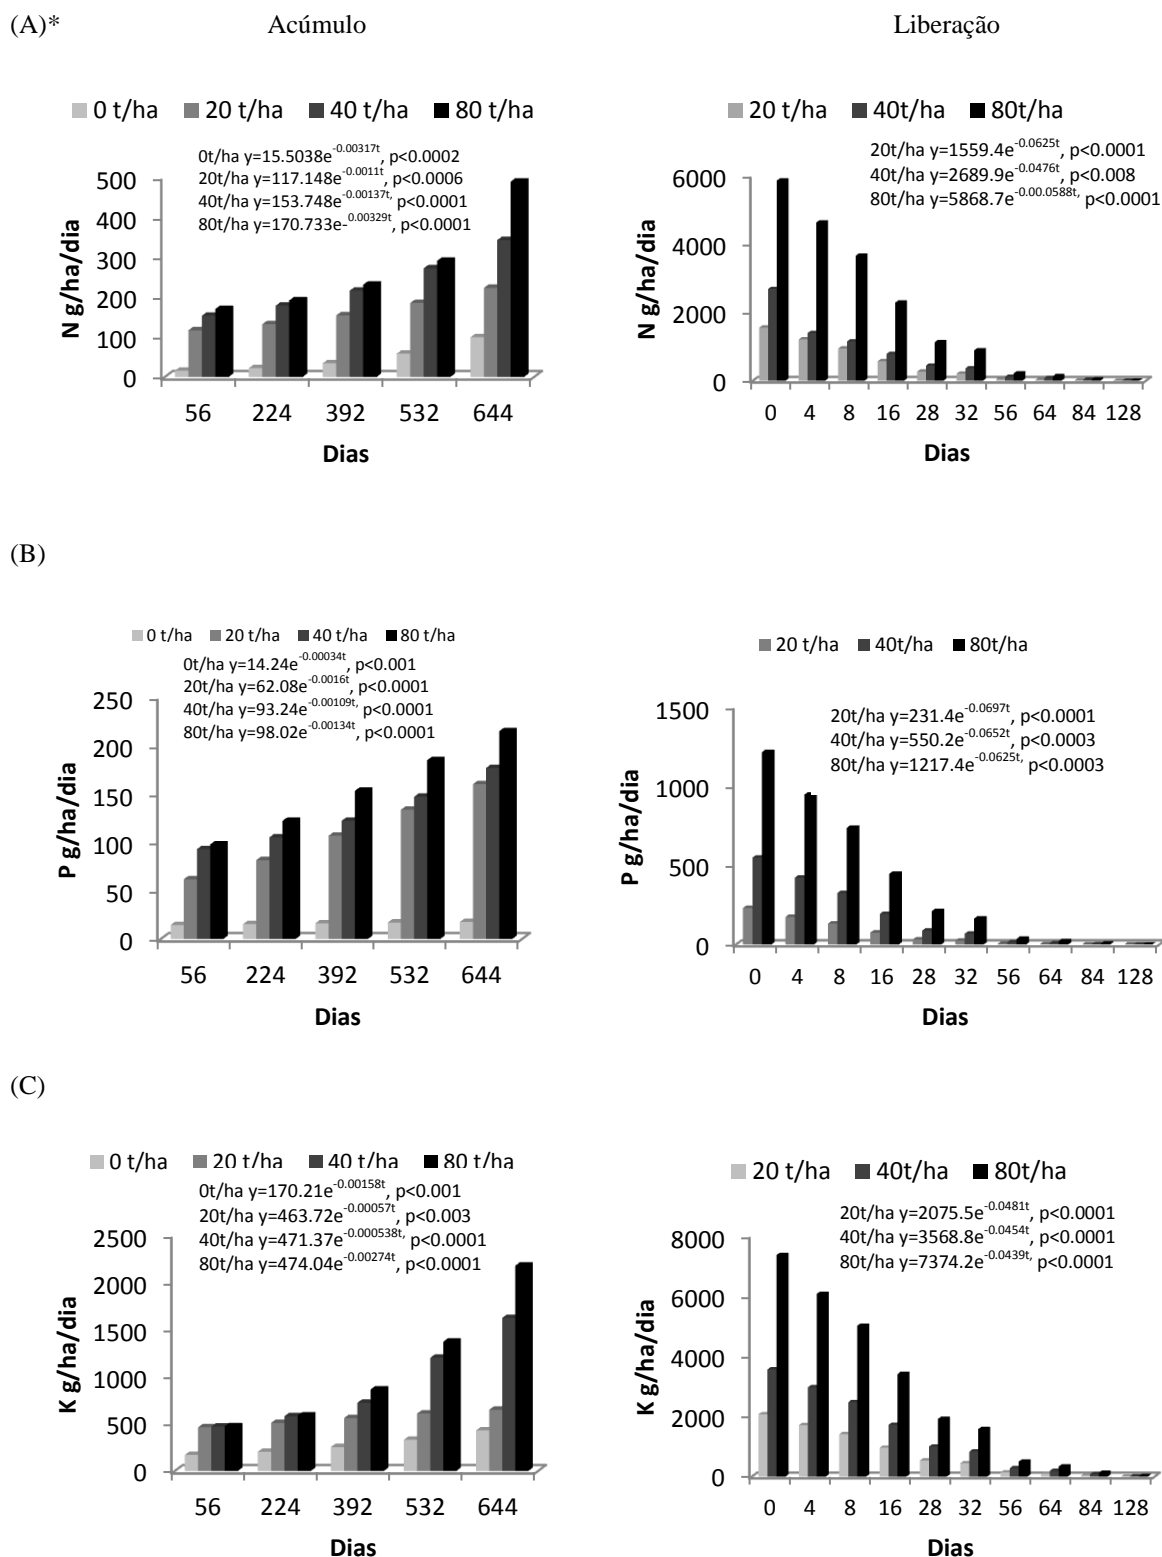 (A)* Acúmulo Liberação
0 t/ha 20 t/ha 40 t/ha 80 t/ha
0t/ha y=15.5038e-0.00317t, p<0.0002
20t/ha y=117.148e-0.0011t, p<0.0006
40t/ha y=153.748e-0.00137t, p<0.0001
80t/ha y=170.733e-0.00329t, p<0.0001
N g/ha/dia
500
400
300
200
100
0
56 224 392 532 644
Dias
20 t/ha 40t/ha 80t/ha
20t/ha y=1559.4e-0.0625t, p<0.0001
40t/ha y=2689.9e-0.0476t, p<0.008
80t/ha y=5868.7e-0.00.0588t, p<0.0001
N g/ha/dia
6000
4000
2000
0
0 4 8 16 28 32 56 64 84 128
Dias
(B)
0 t/ha 20 t/ha 40 t/ha 80 t/ha
0t/ha y=14.24e-0.00034t, p<0.001
20t/ha y=62.08e-0.0016t, p<0.0001
40t/ha y=93.24e-0.00109t, p<0.0001
80t/ha y=98.02e-0.00134t, p<0.0001
P g/ha/dia
250
200
150
100
50
0
56 224 392 532 644
Dias
20 t/ha 40t/ha 80t/ha
20t/ha y=231.4e-0.0697t, p<0.0001
40t/ha y=550.2e-0.0652t, p<0.0003
80t/ha y=1217.4e-0.0625t, p<0.0003
P g/ha/dia
1500
1000
500
0
0 4 8 16 28 32 56 64 84 128
Dias
(C)
0 t/ha 20 t/ha 40 t/ha 80 t/ha
0t/ha y=170.21e-0.00158t, p<0.001
20t/ha y=463.72e-0.00057t, p<0.003
40t/ha y=471.37e-0.000538t, p<0.0001
80t/ha y=474.04e-0.00274t, p<0.0001
K g/ha/dia
2500
2000
1500
1000
500
0
56 224 392 532 644
Dias
20 t/ha 40t/ha 80t/ha
20t/ha y=2075.5e-0.0481t, p<0.0001
40t/ha y=3568.8e-0.0454t, p<0.0001
80t/ha y=7374.2e-0.0439t, p<0.0001
K g/ha/dia
8000
6000
4000
2000
0
0 4 8 16 28 32 56 64 84 128
Dias